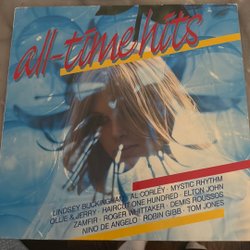 all-time hits
LINDSEY BUCKINGHAM · AL CORLEY · MYSTIC RHYTHM
OLLIE & JERRY · HAIRCUT ONE HUNDRED · ELTON JOHN
ZAMFIR · ROGER WHITTAKER · DEMIS ROUSSOS
NINO DE ANGELO · ROBIN GIBB · TOM JONES